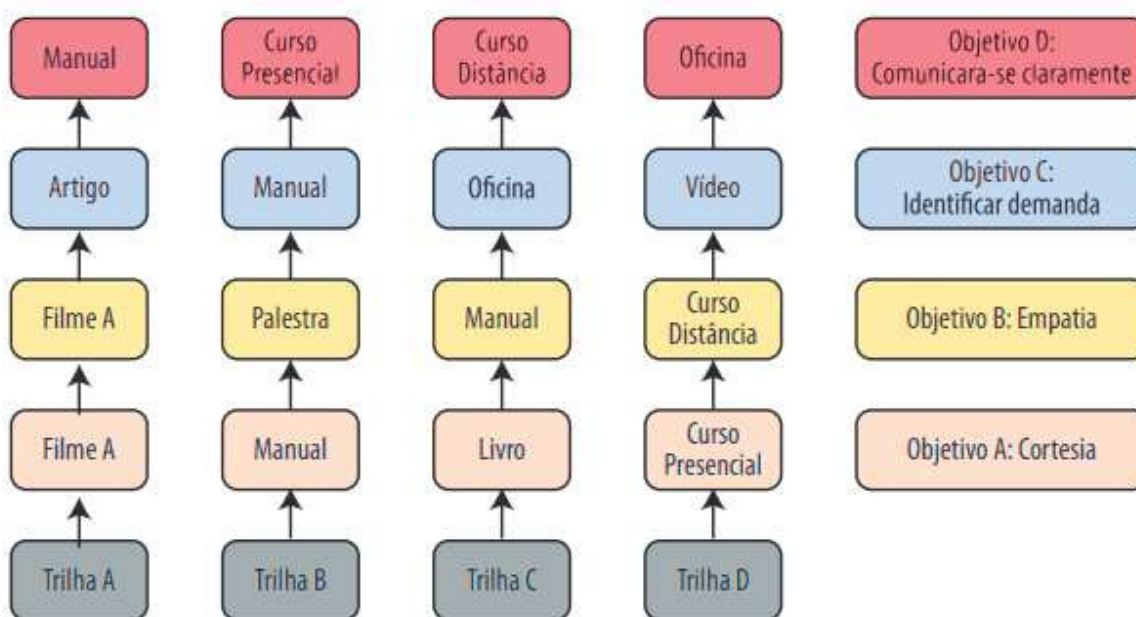 Manual
Curso
Presencial
Curso
Distância
Oficina
Objetivo D:
Comunicara-se claramente
Artigo
Manual
Oficina
Vídeo
Objetivo C:
Identificar demanda
Filme A
Palestra
Manual
Curso
Distância
Objetivo B: Empatia
Filme A
Manual
Livro
Curso
Presencial
Objetivo A: Cortesia
Trilha A
Trilha B
Trilha C
Trilha D